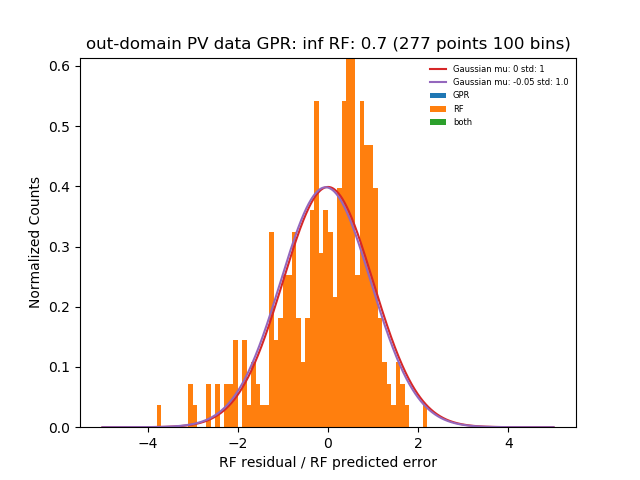 out-domain PV data GPR: inf RF: 0.7 (277 points 100 bins)
Gaussian mu: 0 std: 1
Gaussian mu: -0.05 std: 1.0
GPR
RF
both
Normalized Counts
0.6
0.5
0.4
0.3
0.2
0.1
0.0
−4
−2
0
2
4
RF residual / RF predicted error